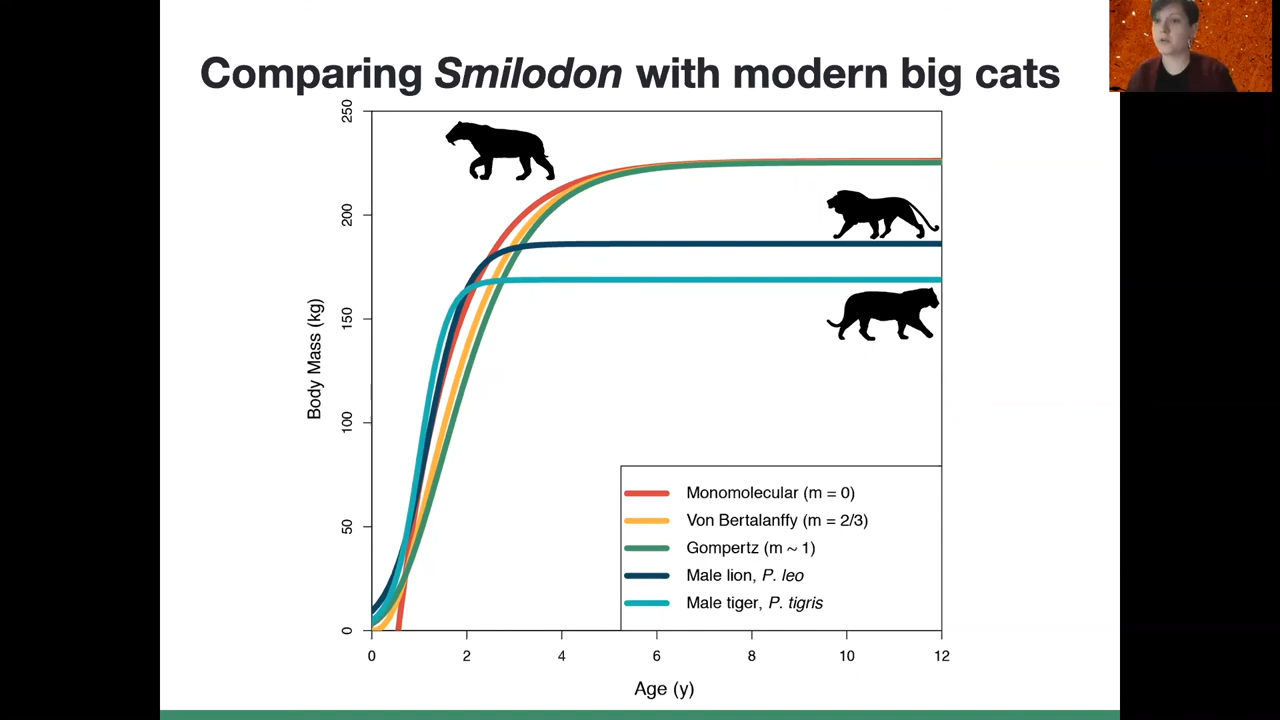 Comparing Smilodon with modern big cats
250
200
150
100
50
0
Body Mass (kg)
Monomolecular (m = 0)
Von Bertalanffy (m = 2/3)
Gompertz (m ~ 1)
Male lion, P. leo
Male tiger, P. tigris
0 2 4 6 8 10 12
Age (y)